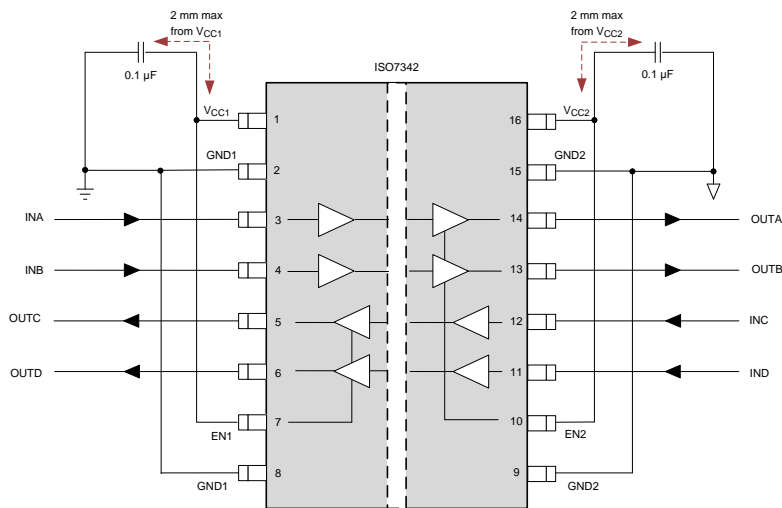 2 mm max
from VCC1
0.1 µF
2 mm max
from VCC2
0.1 µF
ISO7342
VCC1
1
16
VCC2
GND1
2
15
GND2
INA
3
14
OUTA
INB
4
13
OUTB
OUTC
5
12
INC
OUTD
6
11
IND
EN1
7
10
EN2
GND1
8
9
GND2